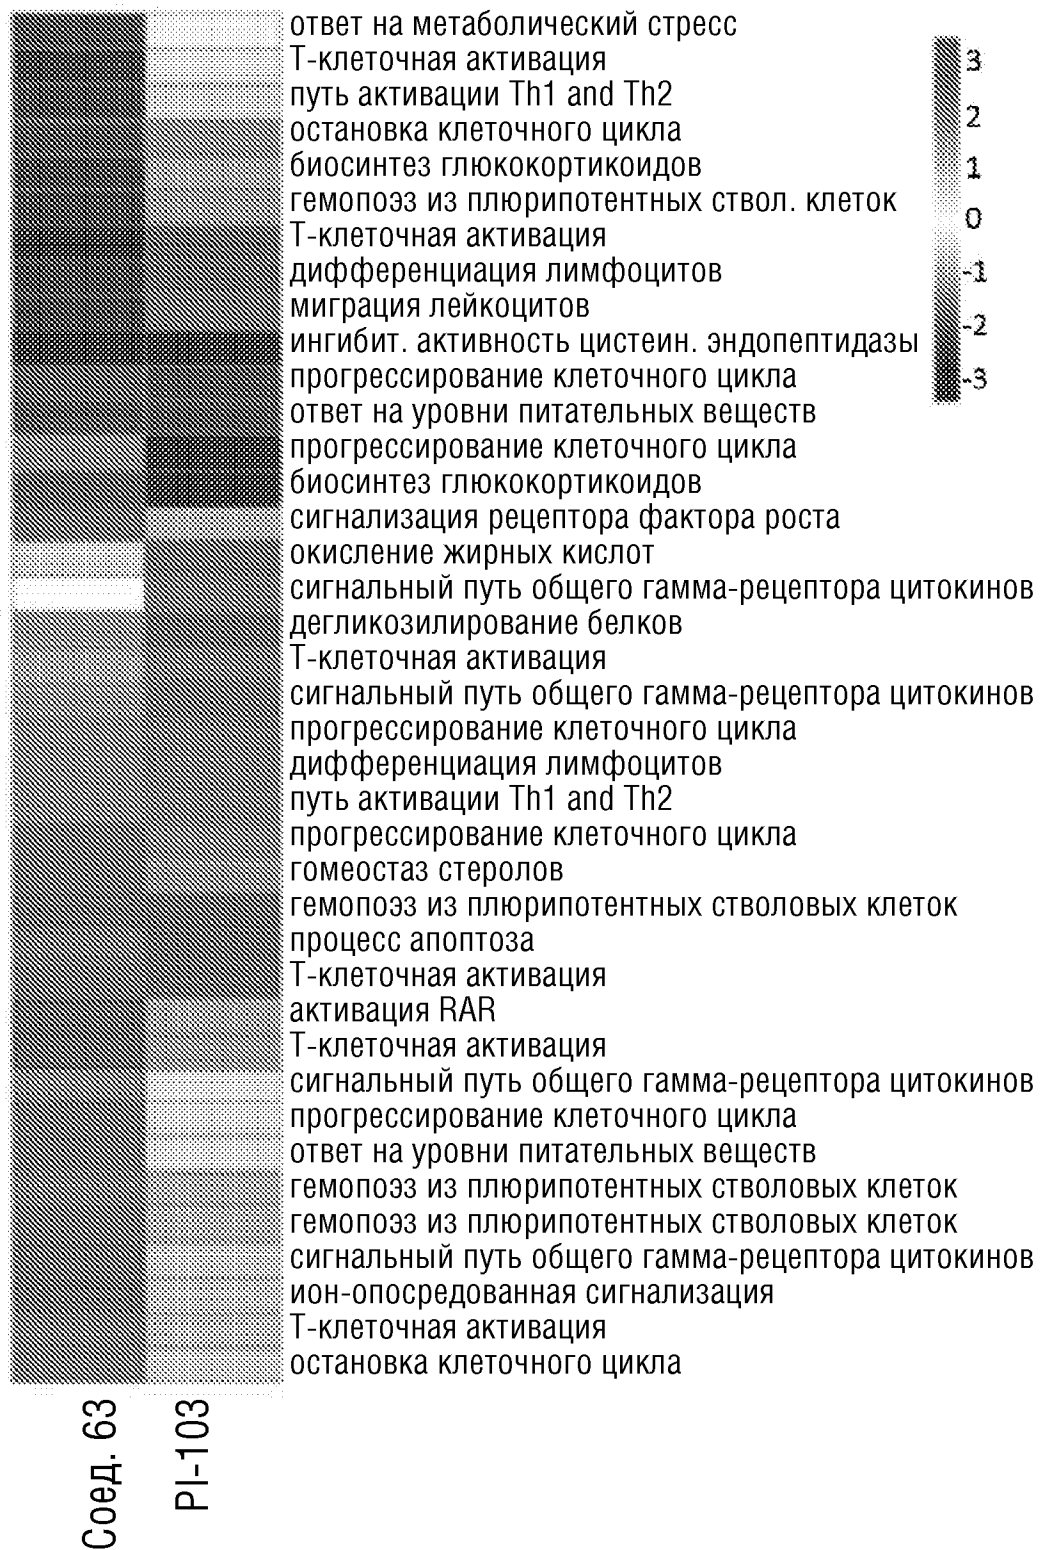 ответ на метаболический стресс
Т-клеточная активация
путь активации Th1 and Th2
остановка клеточного цикла
биосинтез глюкокортикоидов
гемопоэз из плюрипотентных ствол. клеток
Т-клеточная активация
дифференциация лимфоцитов
миграция лейкоцитов
ингибит. активность цистеин. эндопептидазы
прогрессирование клеточного цикла
ответ на уровни питательных веществ
прогрессирование клеточного цикла
биосинтез глюкокортикоидов
сигнализация рецептора фактора роста
окисление жирных кислот
сигнальный путь общего гамма-рецептора цитокинов
дегликозилирование белков
Т-клеточная активация
сигнальный путь общего гамма-рецептора цитокинов
прогрессирование клеточного цикла
дифференциация лимфоцитов
путь активации Th1 and Th2
прогрессирование клеточного цикла
гомеостаз стеролов
гемопоэз из плюрипотентных стволовых клеток
процесс апоптоза
Т-клеточная активация
активация RAR
Т-клеточная активация
сигнальный путь общего гамма-рецептора цитокинов
прогрессирование клеточного цикла
ответ на уровни питательных веществ
гемопоэз из плюрипотентных стволовых клеток
гемопоэз из плюрипотентных стволовых клеток
сигнальный путь общего гамма-рецептора цитокинов
ион-опосредованная сигнализация
Т-клеточная активация
остановка клеточного цикла
3
2
1
0
-1
-2
-3
Соед. 63
PI-103